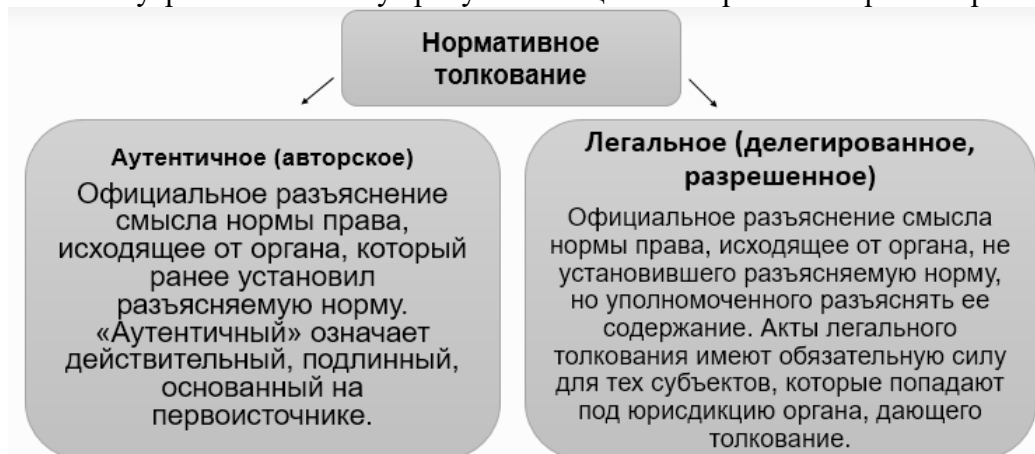 Нормативное
толкование
Аутентичное (авторское)
Официальное разъяснение
смысла нормы права,
исходящее от органа, который
ранее установил
разъясняемую норму.
«Аутентичный» означает
действительный, подлинный,
основанный на
первоисточнике.
Легальное (делегированное,
разрешенное)
Официальное разъяснение смысла
нормы права, исходящее от органа, не
установившего разъясняемую норму,
но уполномоченного разъяснять ее
содержание. Акты легального
толкования имеют обязательную силу
для тех субъектов, которые попадают
под юрисдикцию органа, дающего
толкование.